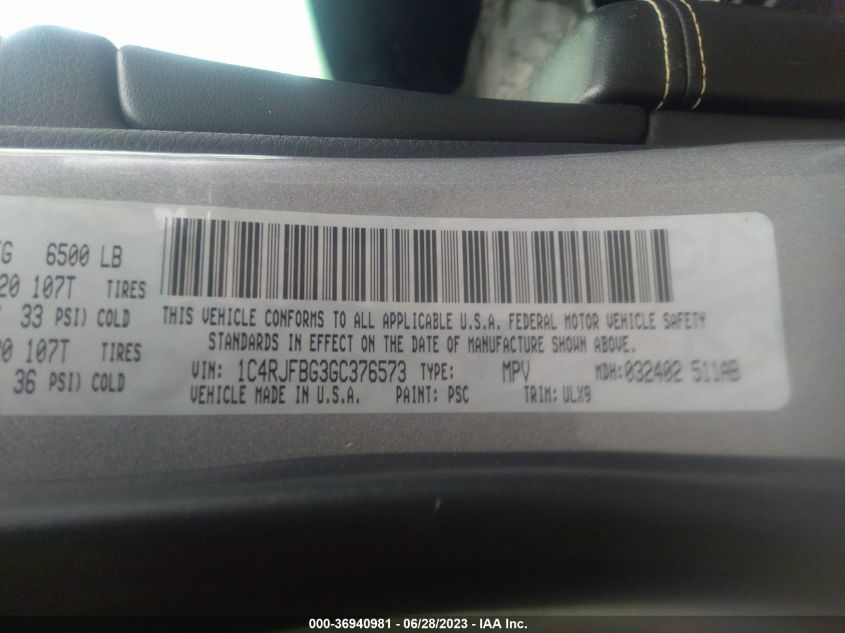 KG 6500 LB
20 107T TIRES
33 PSI) COLD
20 107T TIRES
36 PSI) COLD
THIS VEHICLE CONFORMS TO ALL APPLICABLE U.S.A. FEDERAL MOTOR VEHICLE SAFETY
STANDARDS IN EFFECT ON THE DATE OF MANUFACTURE SHOWN ABOVE.
VIN: 1C4RJFBG3GC376573 TYPE: MPV MDH:032402 511AB
VEHICLE MADE IN U.S.A. PAINT: PSC TRIM: ULX9
000-36940981 - 06/28/2023 - IAA Inc.